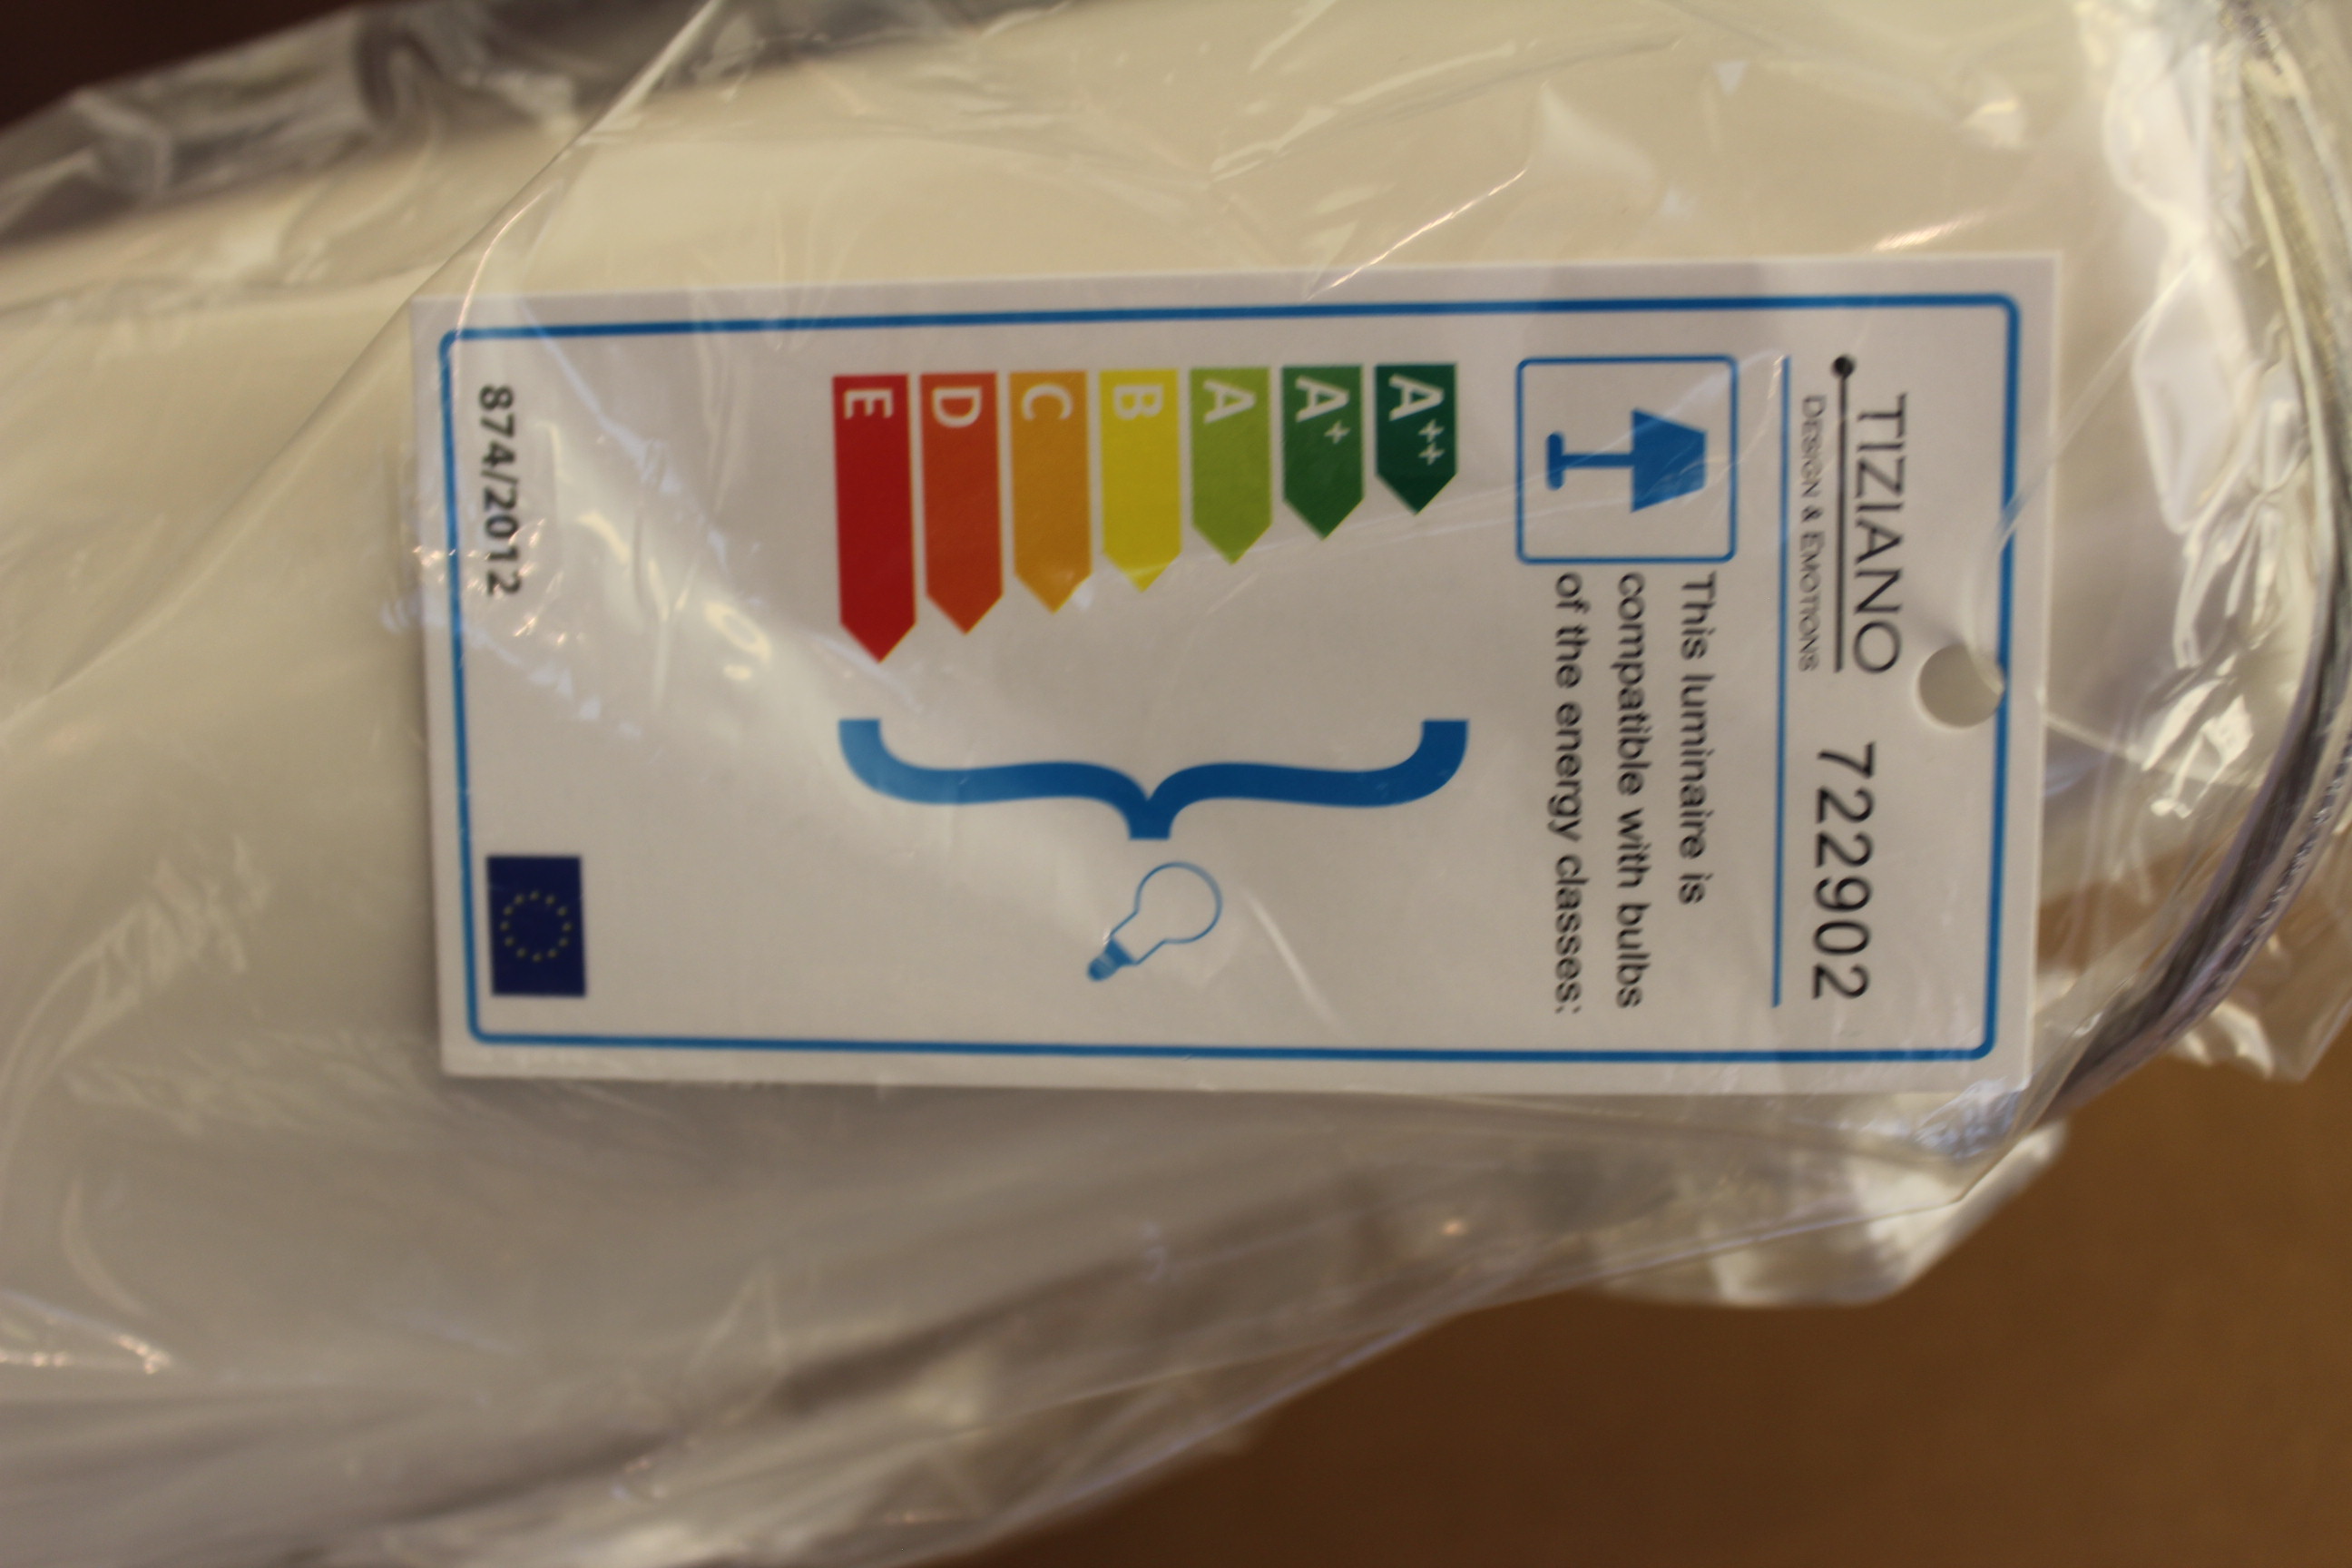 TIZIANO
DESIGN & EMOTIONS
722902
This luminaire is
compatible with bulbs
of the energy classes:
A++
A+
A
B
C
D
E
874/2012